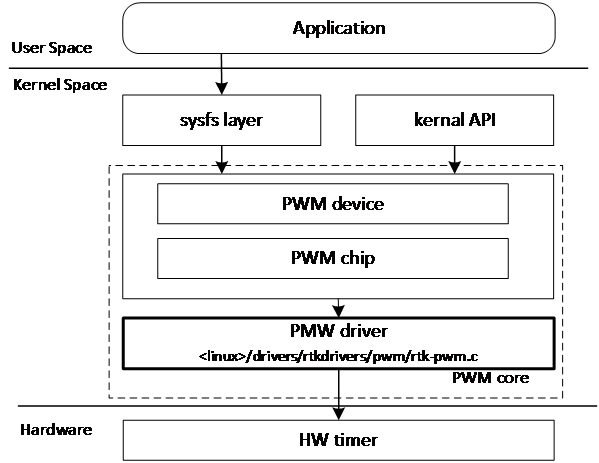 Application
User Space
Kernel Space
sysfs layer
kernal API
PWM device
PWM chip
PMW driver
<linux>/drivers/rtkdrivers/pwm/rtk-pwm.c
PWM core
Hardware
HW timer